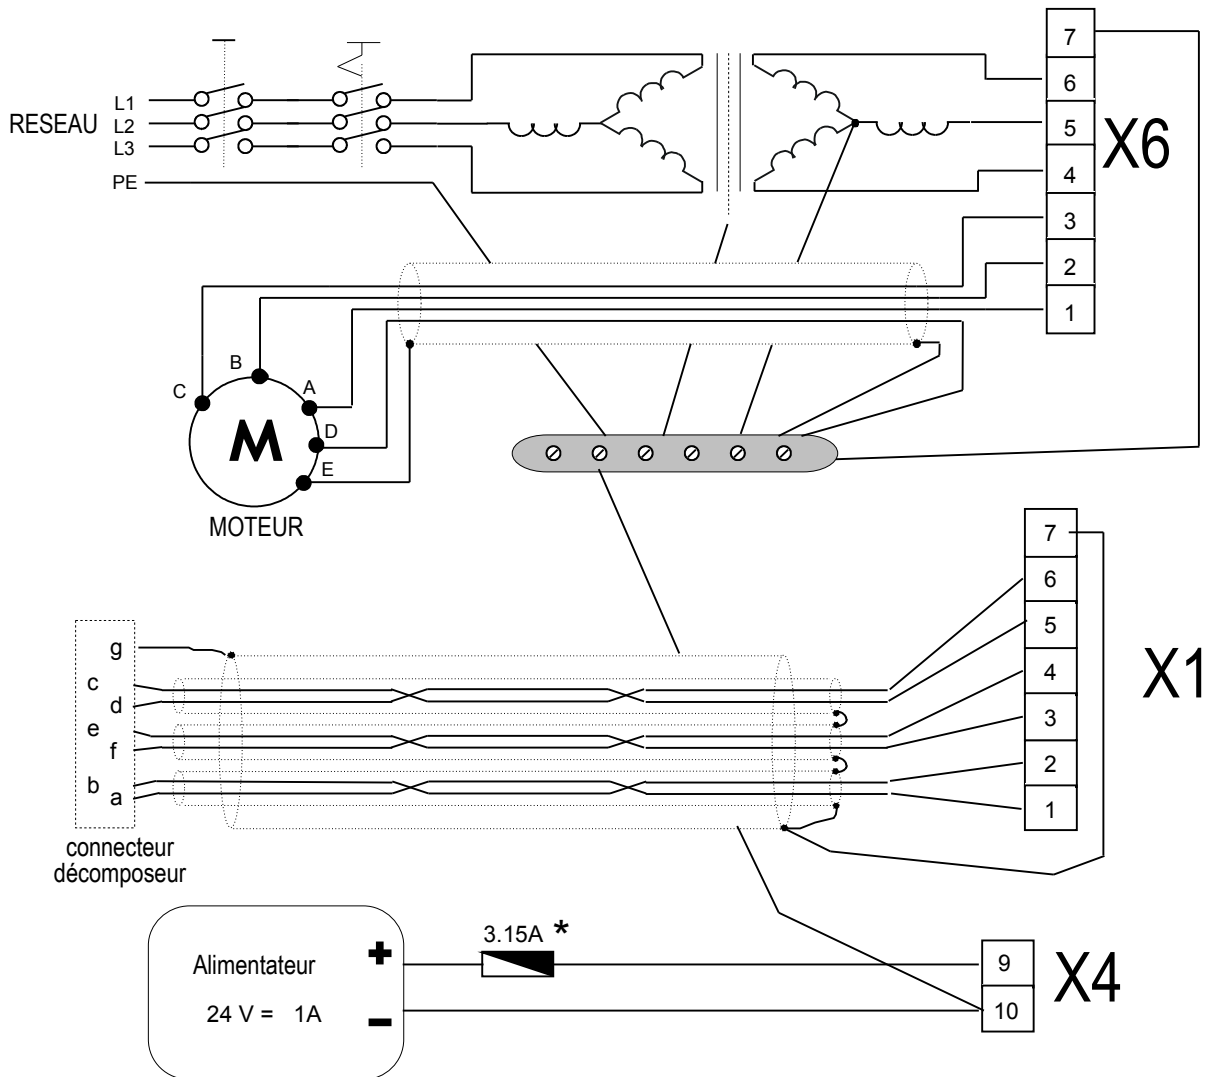 RESEAU
L1
L2
L3
PE
7
6
5
4
3
2
1
X6
C
B
A
D
E
M
MOTEUR
7
6
5
4
3
2
1
X1
g
c
d
e
f
b
a
connecteur
décomposeur
Alimentateur
24 V = 1A
+
−
3.15A *
9
10
X4